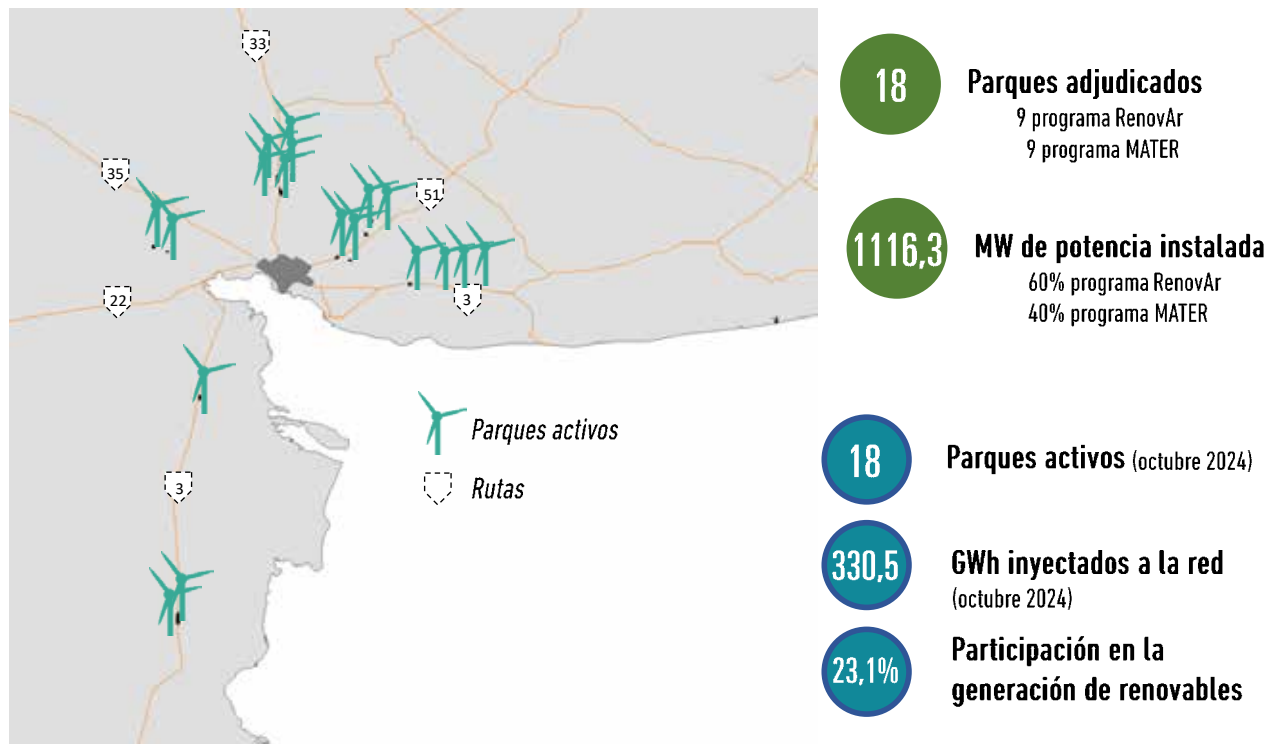 33
35
51
22
3
3
Parques activos
Rutas
18
Parques adjudicados
9 programa RenovAr
9 programa MATER
1116,3
MW de potencia instalada
60% programa RenovAr
40% programa MATER
18
Parques activos (octubre 2024)
330,5
GWh inyectados a la red
(octubre 2024)
23,1%
Participación en la
generación de renovables